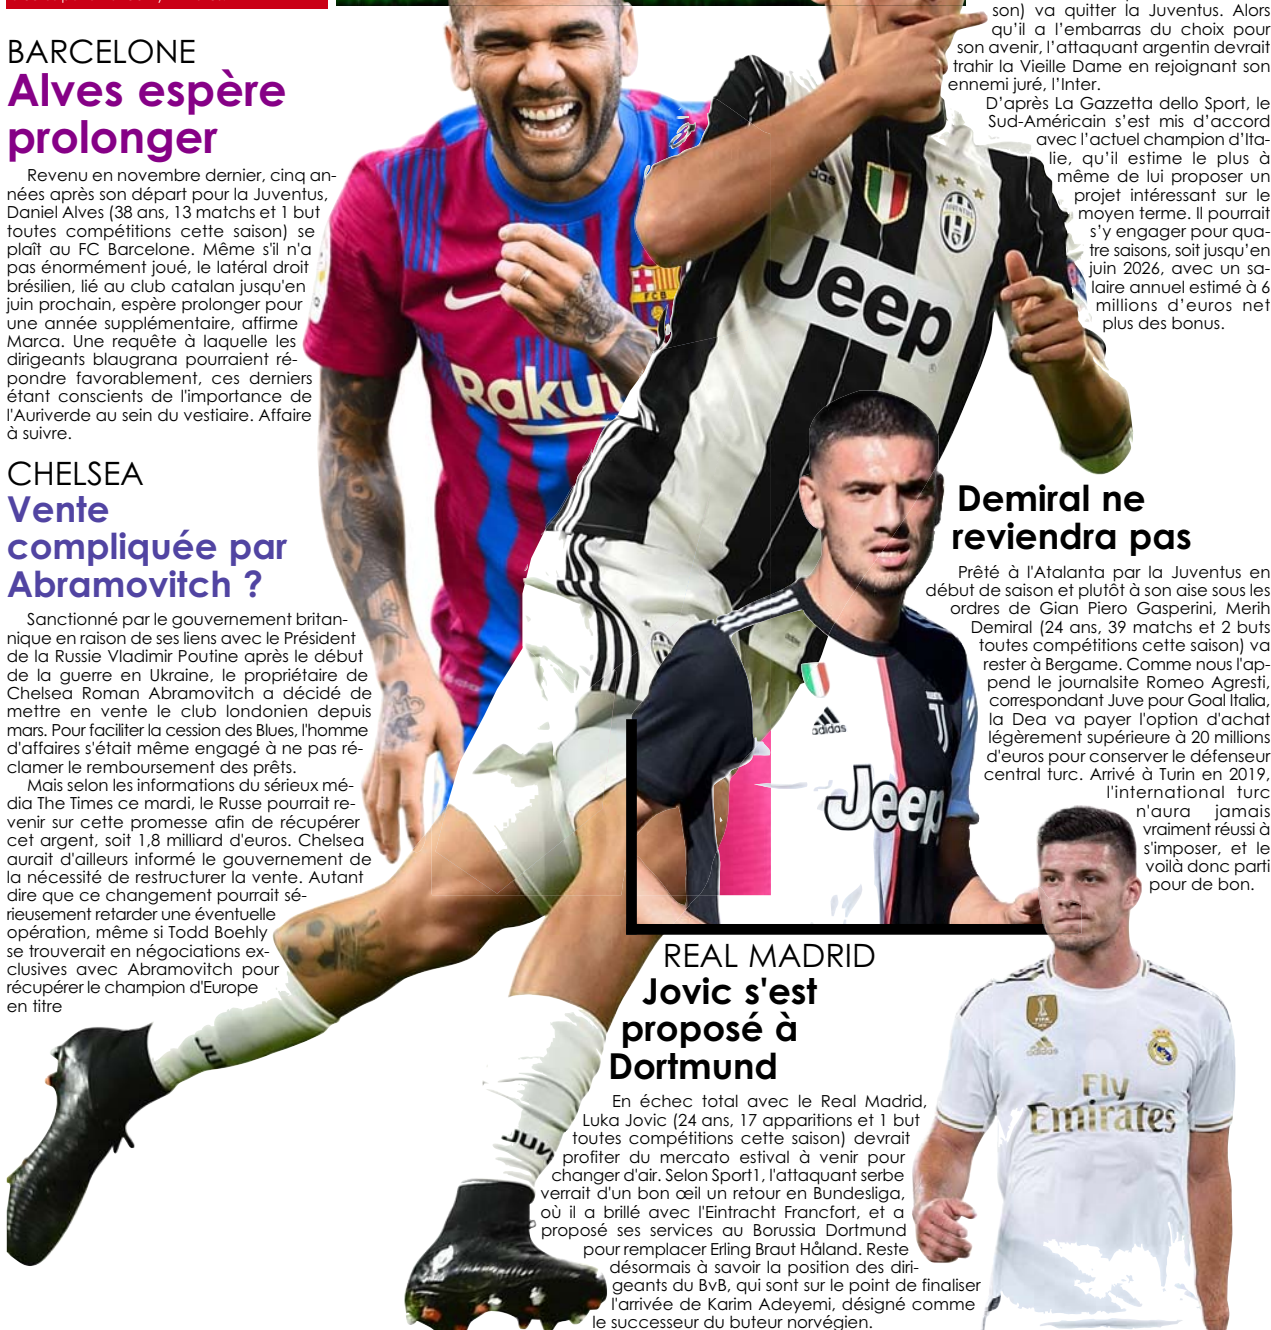 BARCELONE
Alves espère
prolonger
Revenu en novembre dernier, cinq an-
nées après son départ pour la Juventus,
Daniel Alves (38 ans, 13 matchs et 1 but
toutes compétitions cette saison) se
plaît au FC Barcelone. Même s'il n'a
pas énormément joué, le latéral droit
brésilien, lié au club catalan jusqu'en
juin prochain, espère prolonger pour
une année supplémentaire, affirme
Marca. Une requête à laquelle les
dirigeants blaugrana pourraient ré-
pondre favorablement, ces derniers
étant conscients de l'importance de
l'Auriverde au sein du vestiaire. Affaire
à suivre.
CHELSEA
Vente
compliquée par
Abramovitch ?
Sanctionné par le gouvernement britan-
nique en raison de ses liens avec le Président
de la Russie Vladimir Poutine après le début
de la guerre en Ukraine, le propriétaire de
Chelsea Roman Abramovitch a décidé de
mettre en vente le club londonien depuis
mars. Pour faciliter la cession des Blues, l'homme
d'affaires s'était même engagé à ne pas ré-
clamer le remboursement des prêts.
Mais selon les informations du sérieux mé-
dia The Times ce mardi, le Russe pourrait re-
venir sur cette promesse afin de récupérer
cet argent, soit 1,8 milliard d'euros. Chelsea
aurait d'ailleurs informé le gouvernement de
la nécessité de restructurer la vente. Autant
dire que ce changement pourrait sé-
rieusement retarder une éventuelle
opération, même si Todd Boehly
se trouverait en négociations ex-
clusives avec Abramovitch pour
récupérer le champion d'Europe
en titre
son) va quitter la Juventus. Alors
qu'il a l'embarras du choix pour
son avenir, l'attaquant argentin devrait
trahir la Vieille Dame en rejoignant son
ennemi juré, l'Inter.
D'après La Gazzetta dello Sport, le
Sud-Américain s'est mis d'accord
avec l'actuel champion d'Ita-
lie, qu'il estime le plus à
même de lui proposer un
projet intéressant sur le
moyen terme. Il pourrait
s'y engager pour qua-
tre saisons, soit jusqu'en
juin 2026, avec un sa-
laire annuel estimé à 6
millions d'euros net
plus des bonus.
Demiral ne
reviendra pas
Prêté à l'Atalanta par la Juventus en
début de saison et plutôt à son aise sous les
ordres de Gian Piero Gasperini, Merih
Demiral (24 ans, 39 matchs et 2 buts
toutes compétitions cette saison) va
rester à Bergame. Comme nous l'ap-
pend le journalsite Romeo Agresti,
correspondant Juve pour Goal Italia,
la Dea va payer l'option d'achat
légèrement supérieure à 20 millions
d'euros pour conserver le défenseur
central turc. Arrivé à Turin en 2019,
l'international turc
n'aura jamais
vraiment réussi à
s'imposer, et le
voilà donc parti
pour de bon.
REAL MADRID
Jovic s'est
proposé à
Dortmund
En échec total avec le Real Madrid,
Luka Jovic (24 ans, 17 apparitions et 1 but
toutes compétitions cette saison) devrait
profiter du mercato estival à venir pour
changer d'air. Selon Sport1, l'attaquant serbe
verrait d'un bon œil un retour en Bundesliga,
où il a brillé avec l'Eintracht Francfort, et a
proposé ses services au Borussia Dortmund
pour remplacer Erling Braut Håland. Reste
désormais à savoir la position des diri-
geants du BvB, qui sont sur le point de finaliser
l'arrivée de Karim Adeyemi, désigné comme
le successeur du buteur norvégien.
Rakut
FCB
Jeep
adidas
Jeep
adidas
Fly
Emirates
JUV